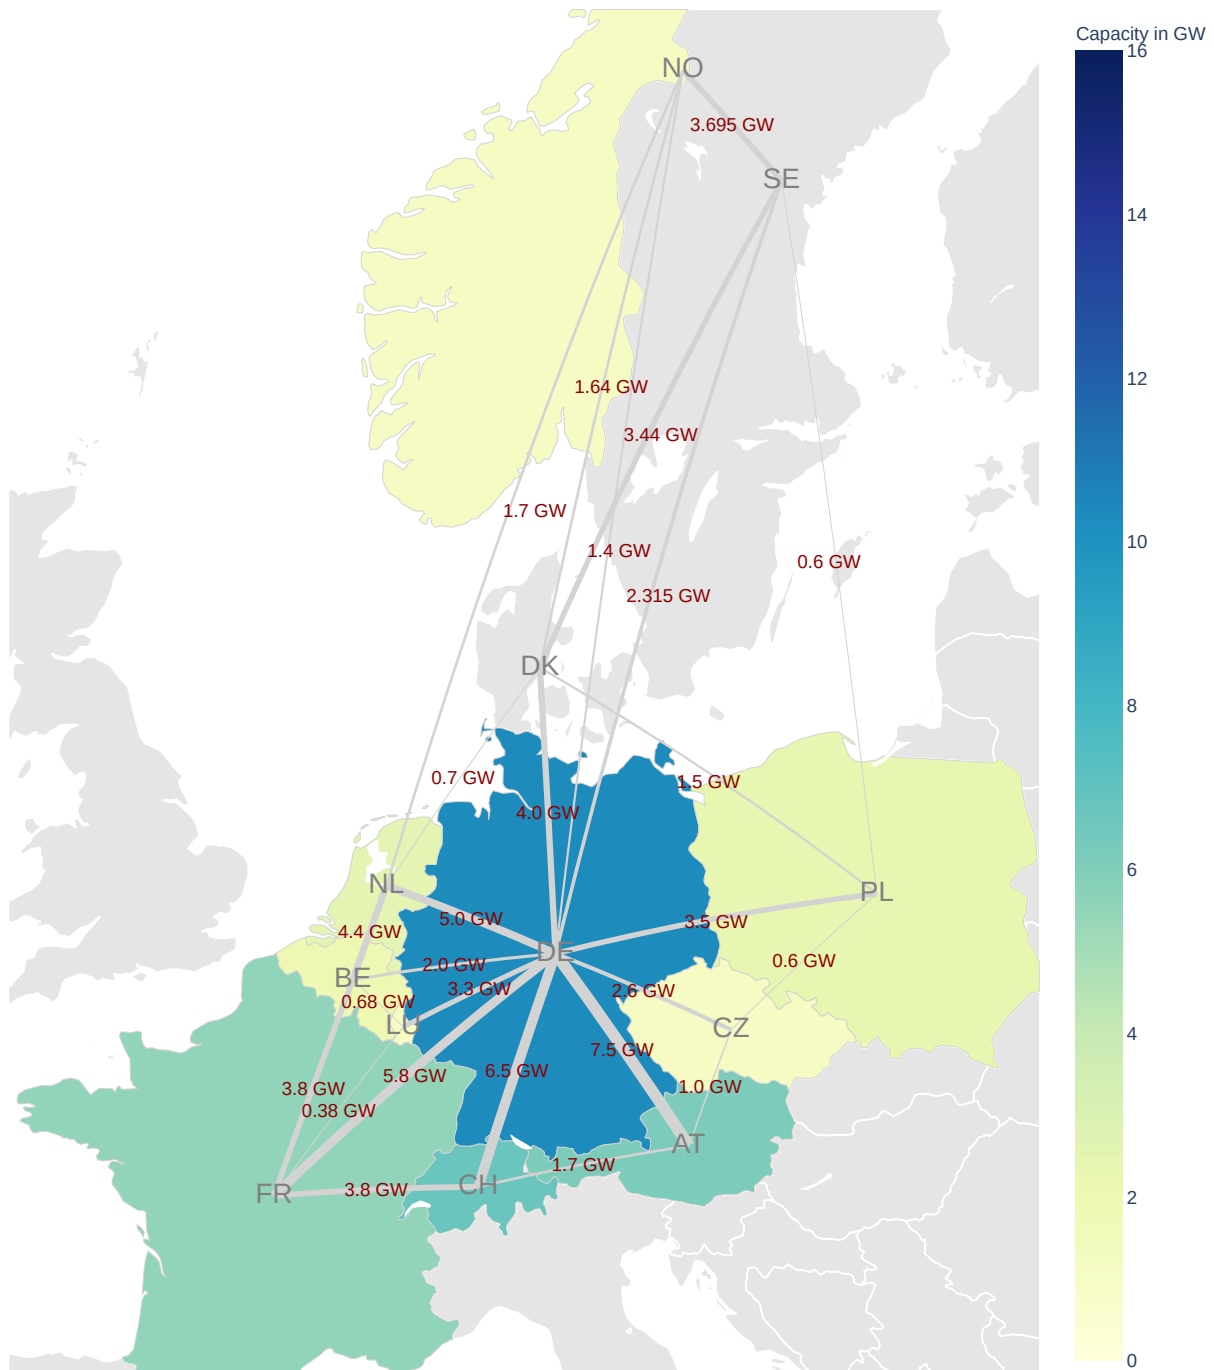 Capacity in GW
16
NO
3.695 GW
SE
14
12
1.64 GW
3.44 GW
1.7 GW
10
1.4 GW
0.6 GW
2.315 GW
DK
8
0.7 GW
1.5 GW
4.0 GW
6
NL
PL
5.0 GW
3.5 GW
4.4 GW
DE
2.0 GW
0.6 GW
BE
3.3 GW
2.6 GW
0.68 GW
LU
CZ
4
7.5 GW
6.5 GW
5.8 GW
3.8 GW
1.0 GW
0.38 GW
AT
1.7 GW
CH
3.8 GW
FR
2
0